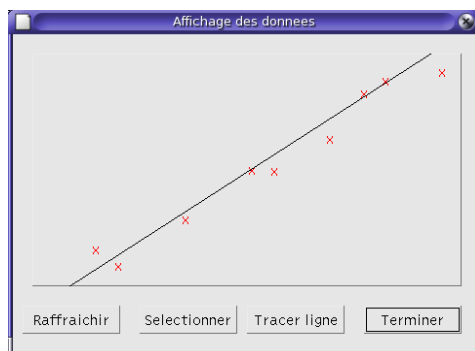 Affichage des donnees
Raffraichir Selectionner Tracer ligne Terminer